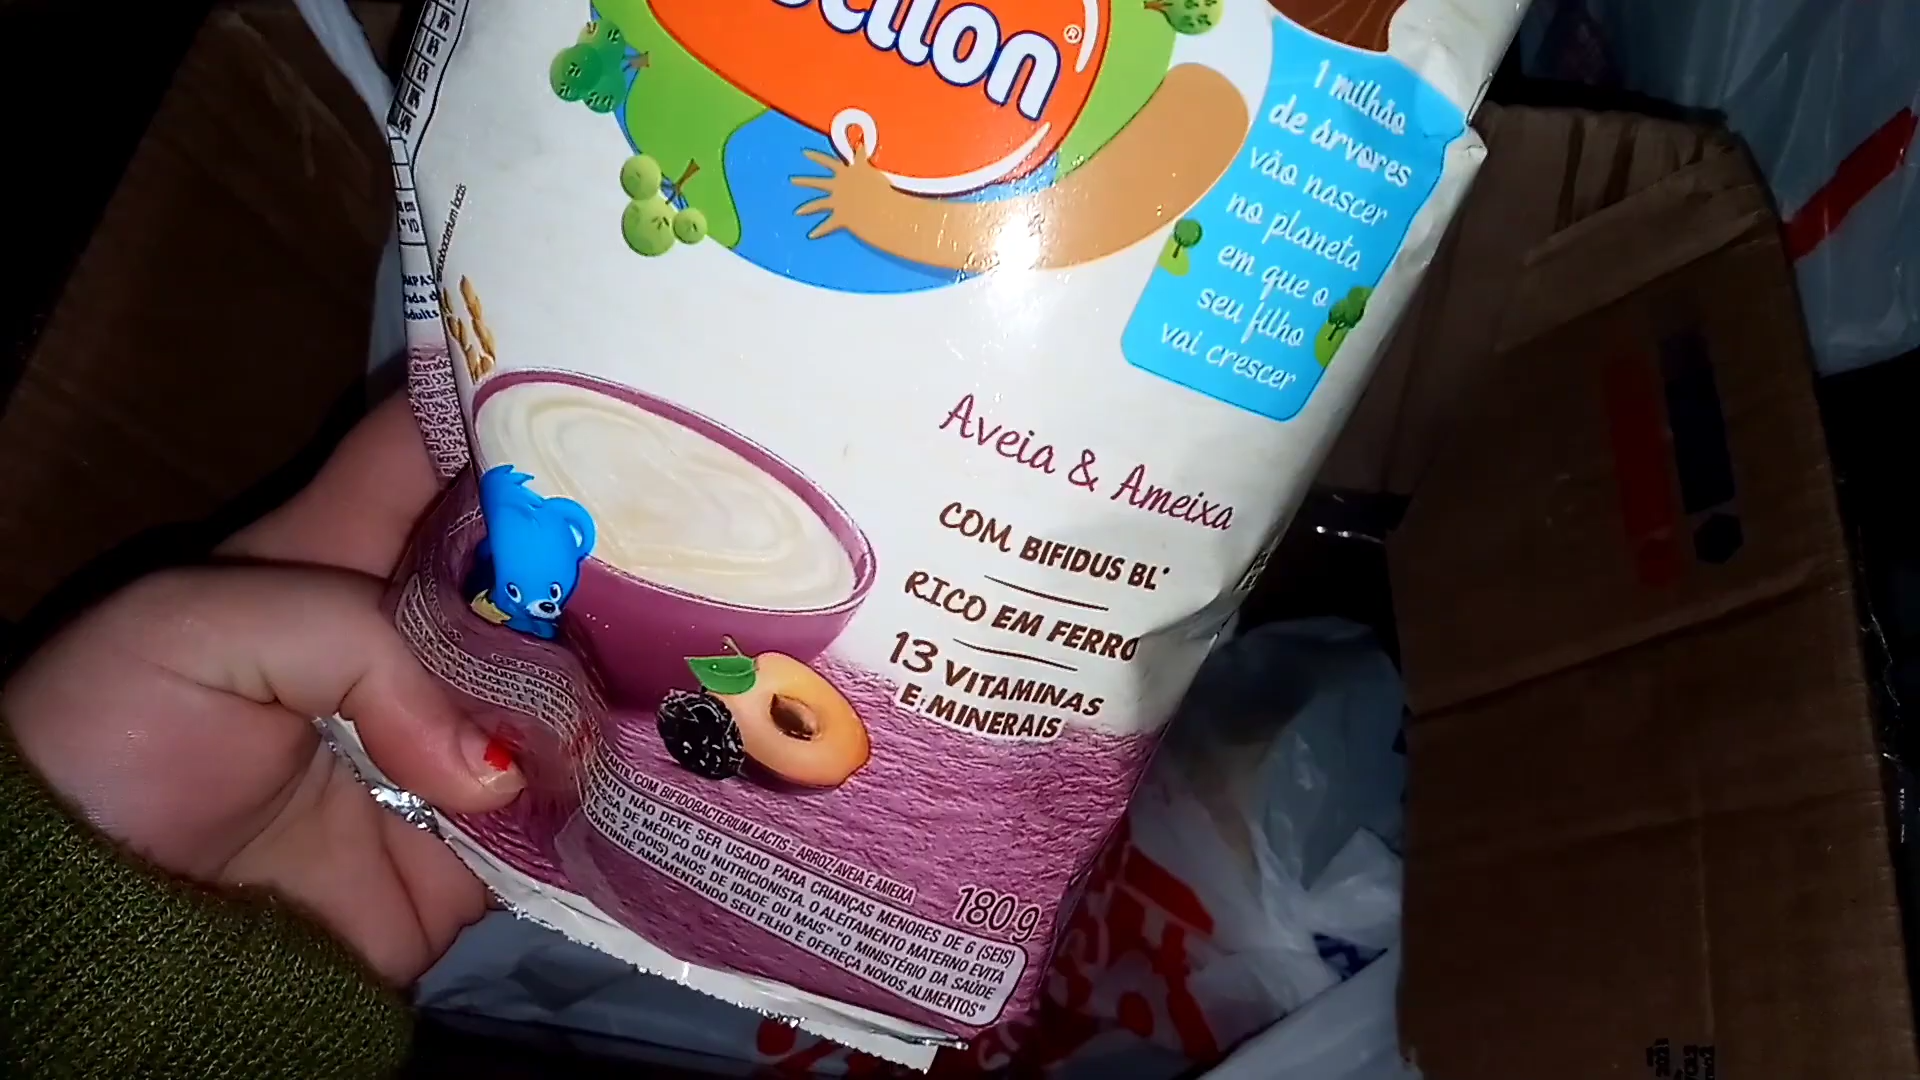 1 milhão
de árvores
vão nascer
no planeta
em que o
seu filho
vai crescer
Aveia & Ameixa
COM BIFIDUS BL*
RICO EM FERRO
13 VITAMINAS
E MINERAIS
COM BIFIDOBACTERIUM LACTIS - ARROZ, AVEIA E AMEIXA
NÃO DEVE SER USADO PARA CRIANÇAS MENORES DE 6 (SEIS)
DE MÉDICO OU NUTRICIONISTA. O ALEITAMENTO MATERNO EVITA
OS 2 (DOIS) ANOS DE IDADE OU MAIS" "O MINISTÉRIO DA SAÚDE
AMAMENTANDO SEU FILHO E OFEREÇA NOVOS ALIMENTOS"
180 g